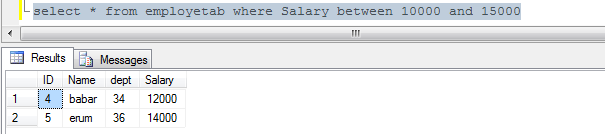 select * from employetab where Salary between 10000 and 15000
Results Messages
ID Name dept Salary
1 4 babar 34 12000
2 5 erum 36 14000